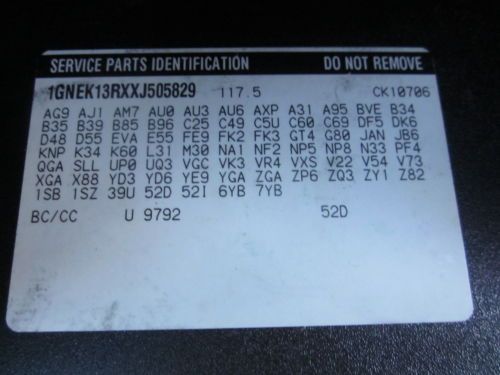 SERVICE PARTS IDENTIFICATION DO NOT REMOVE
1GNEK13RXXJ505829 117.5 CK10706
AG9 AJ1 AM7 AU0 AU3 AU6 AXP A31 A95 BVE B34
B35 B39 B85 B96 C25 C49 C5U C60 C69 DF5 DK6
D48 D55 EVA E55 FE9 FK2 FK3 GT4 G80 JAN JB6
KNP K34 K60 L31 M30 NA1 NF2 NP5 NP8 N33 PF4
QGA SLL UP0 UQ3 VGC VK3 VR4 VXS V22 V54 V73
XGA X88 YD3 YD6 YE9 YGA ZGA ZP6 ZQ3 ZY1 Z82
1SB 1SZ 39U 52D 52I 6YB 7YB
BC/CC U 9792 52D